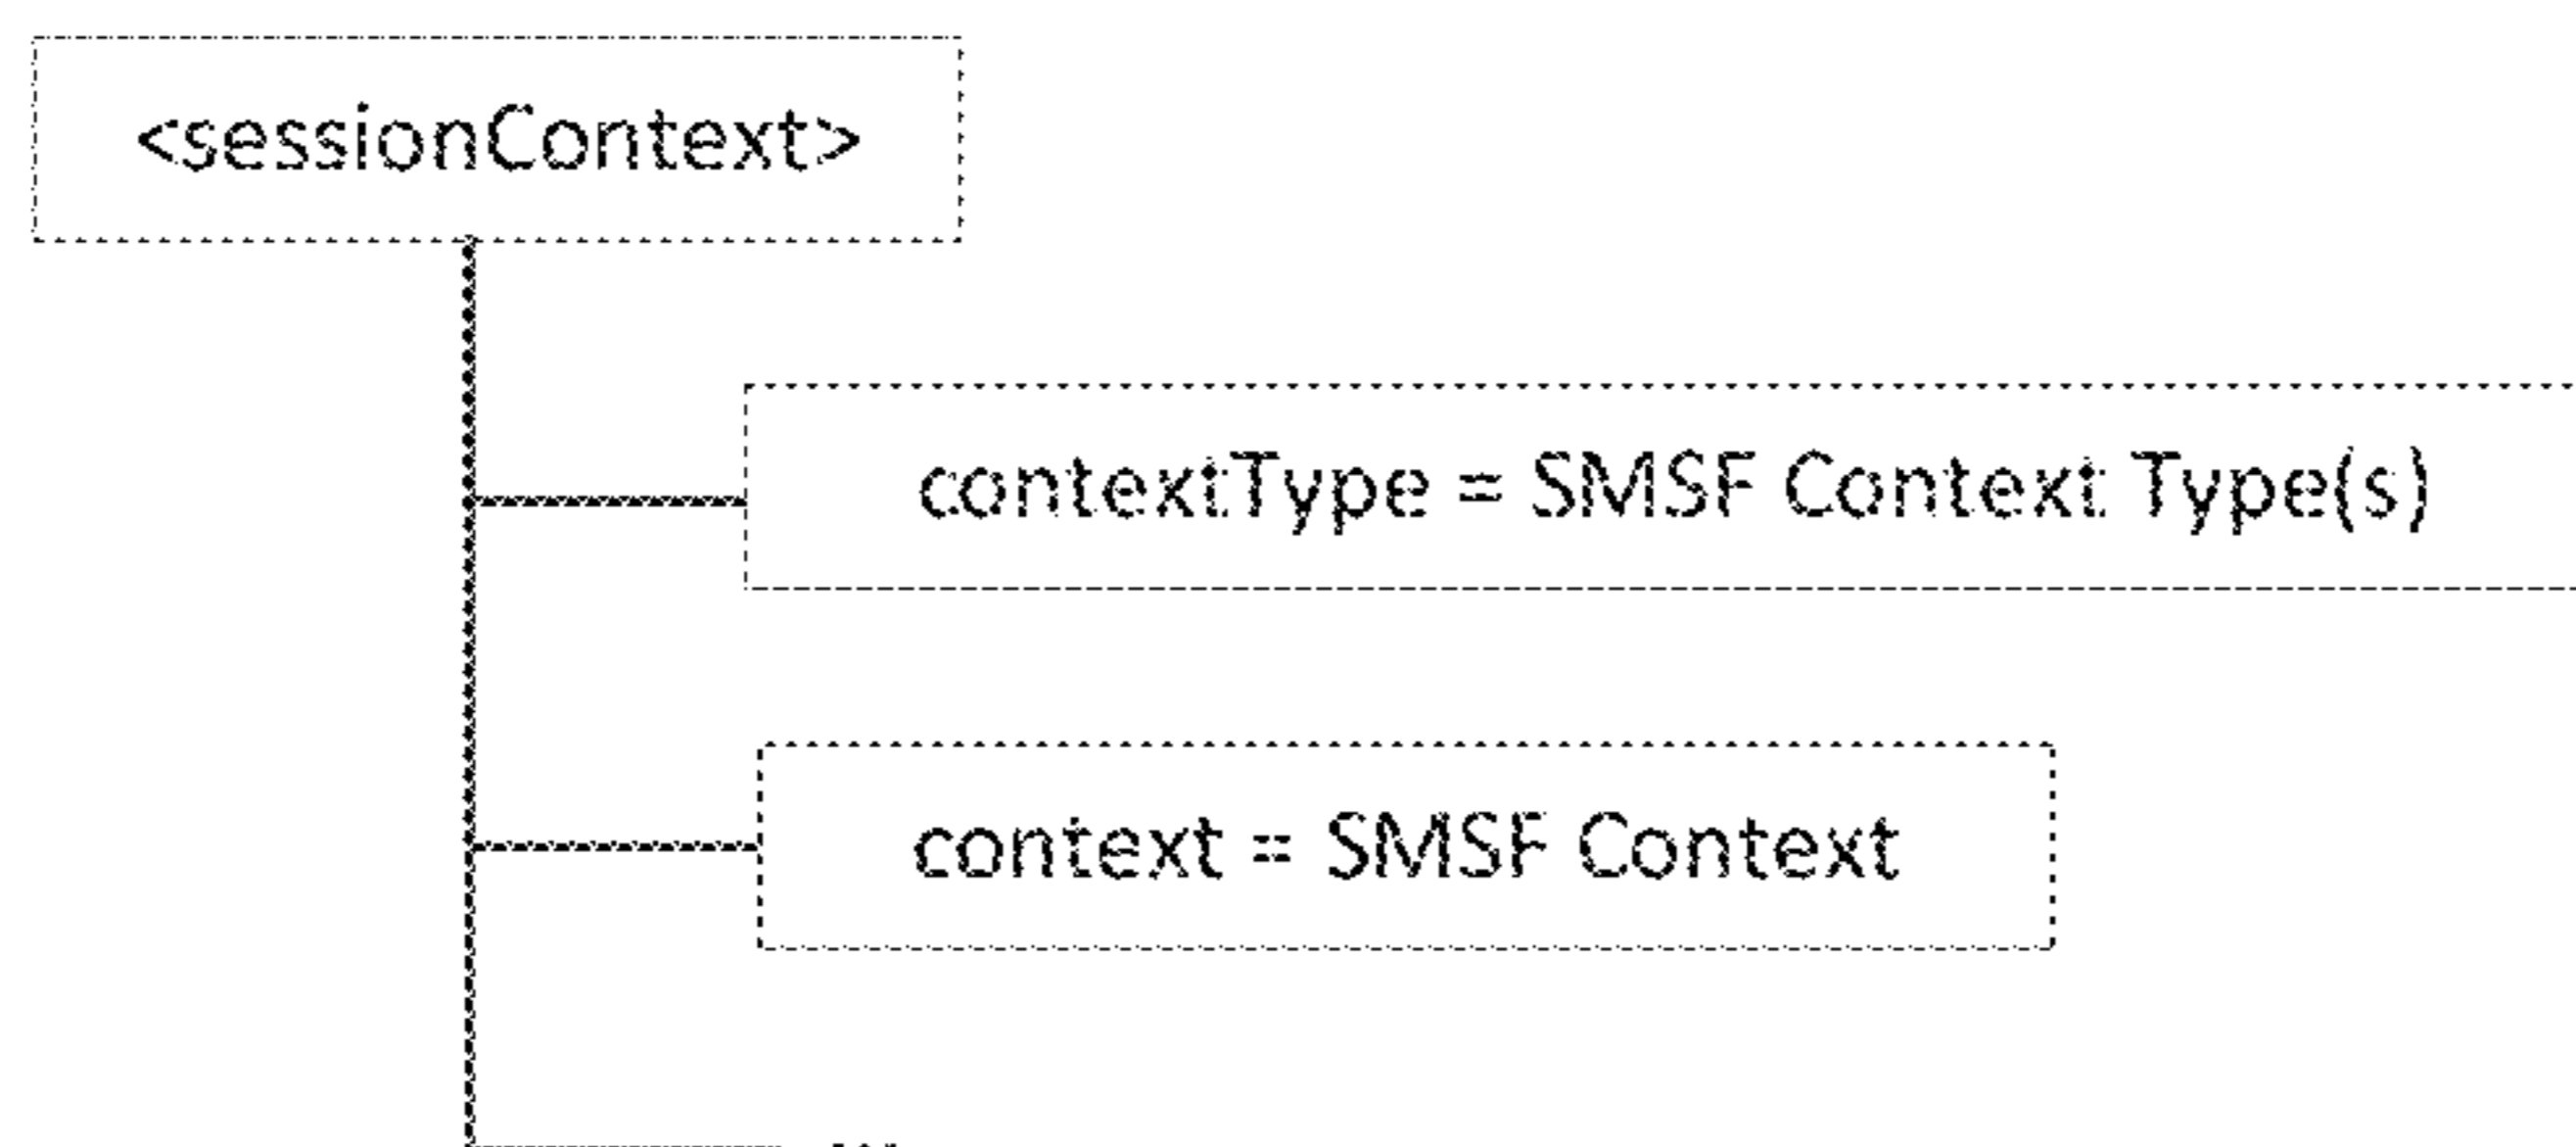 <sessionContext>
contextType = SMSF Context Type(s)
context = SMSF Context